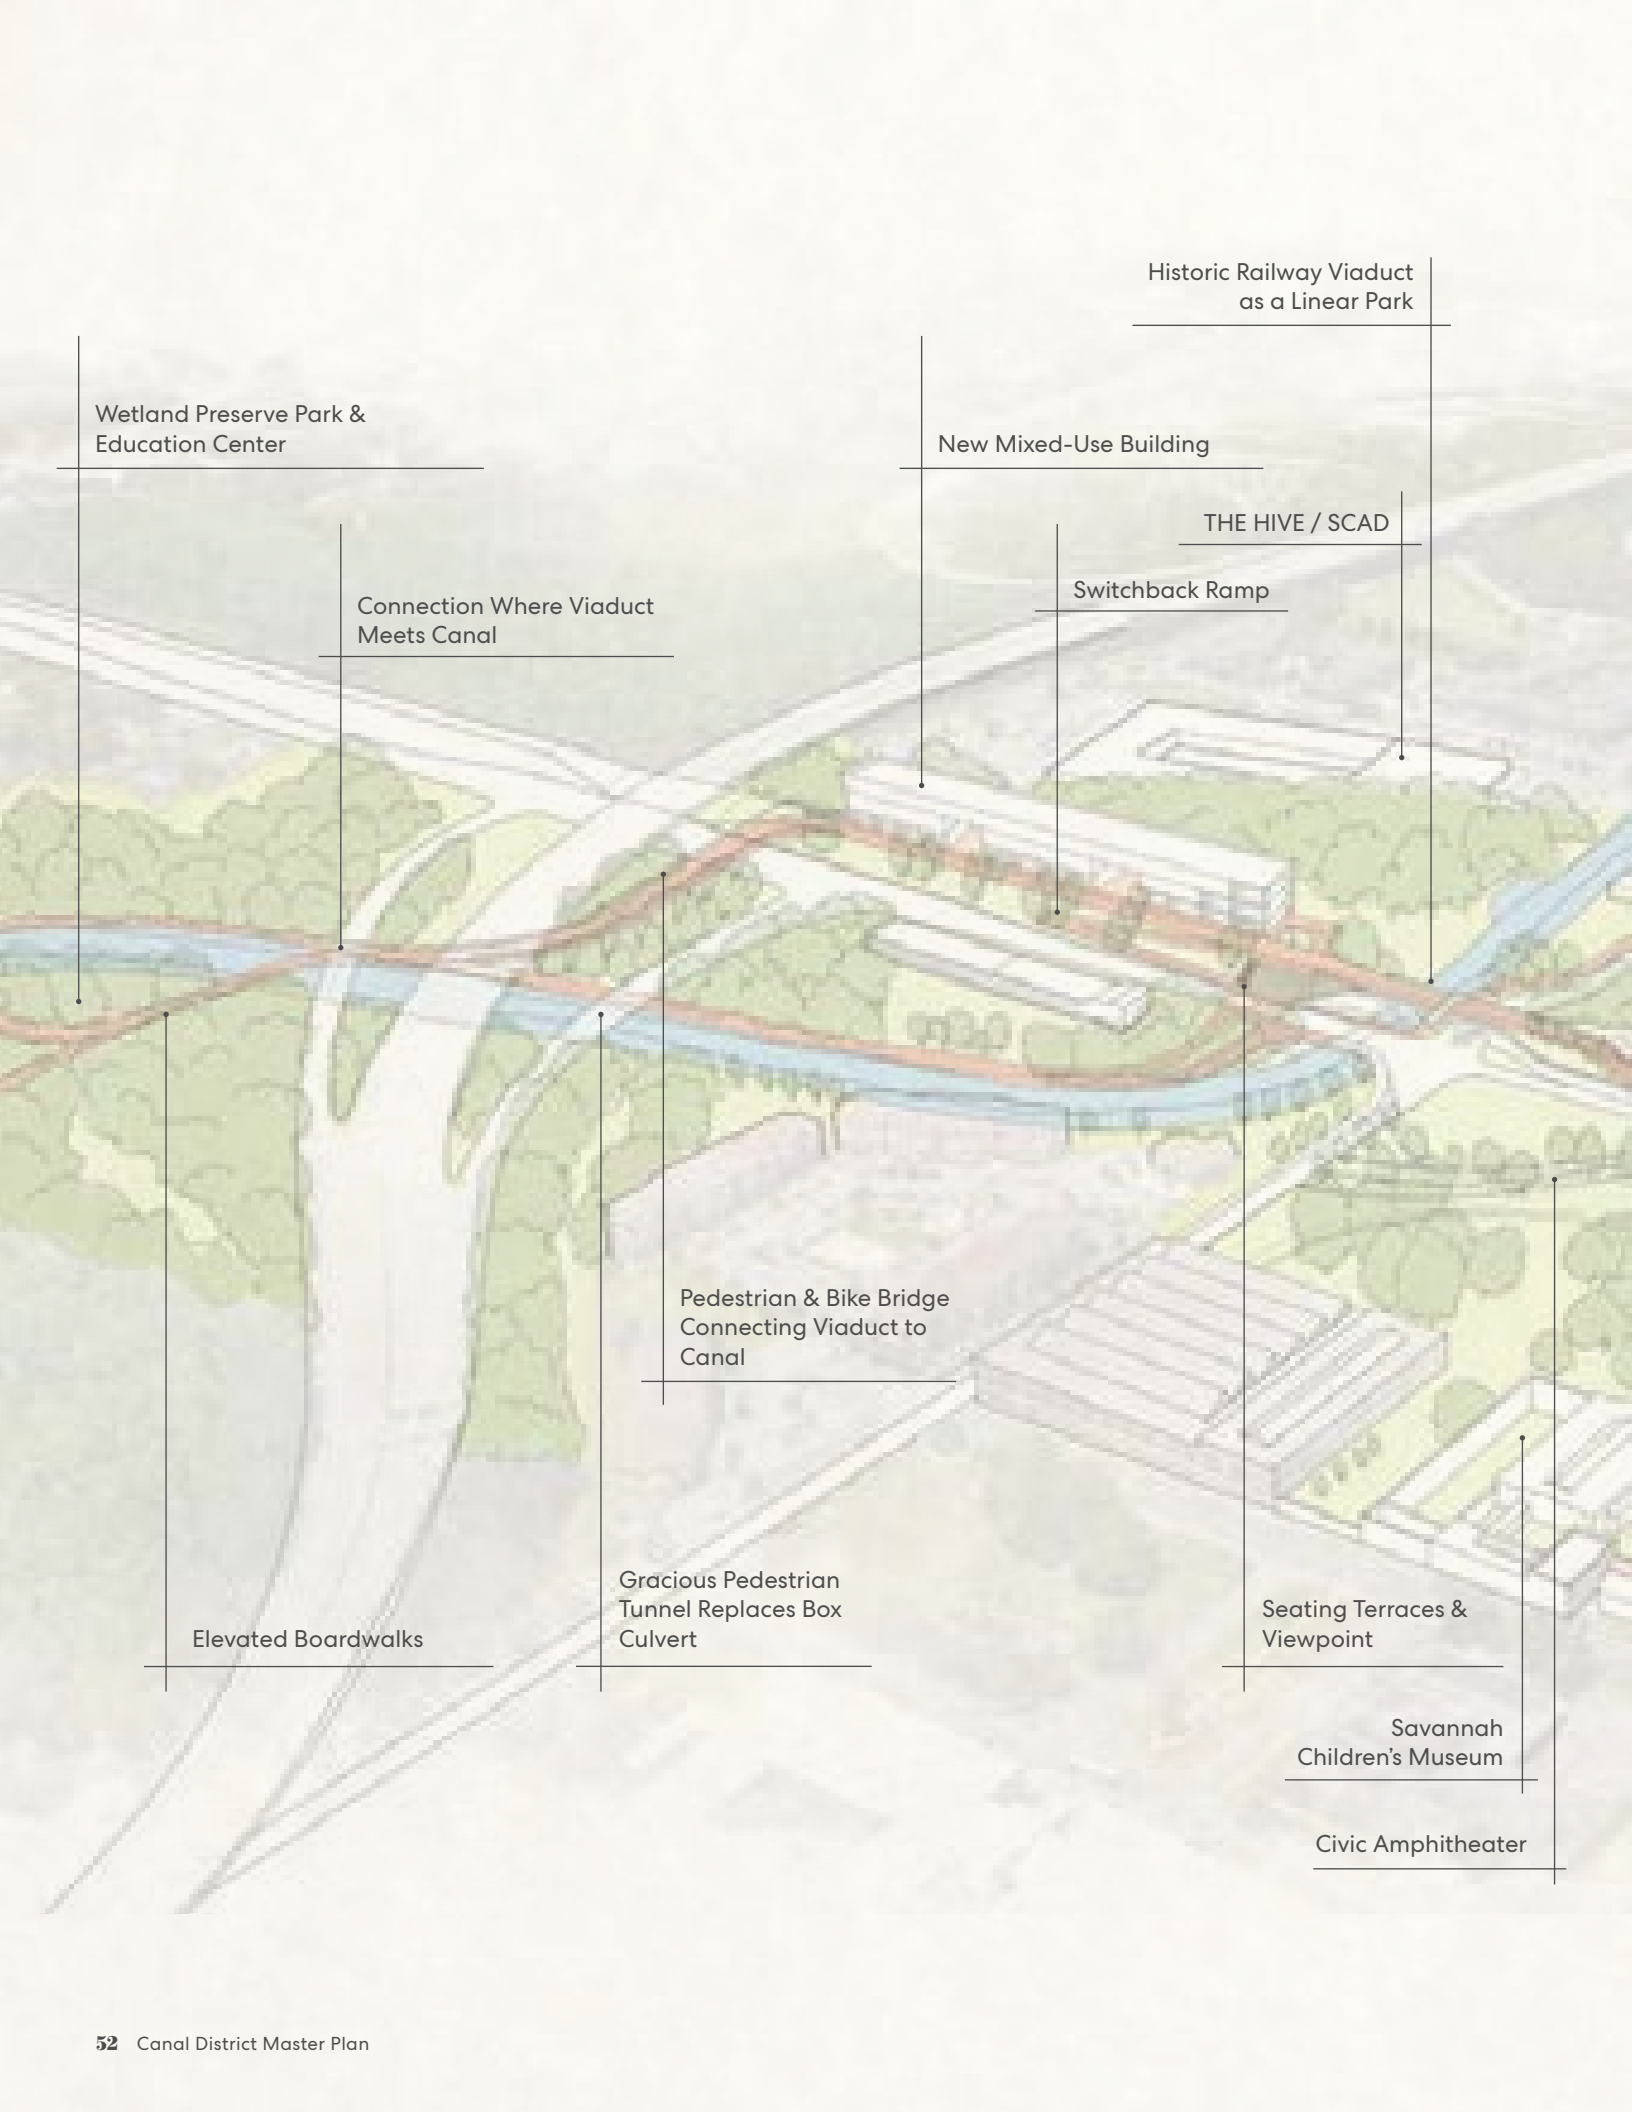 Historic Railway Viaduct
as a Linear Park
Wetland Preserve Park &
Education Center
New Mixed-Use Building
THE HIVE / SCAD
Switchback Ramp
Connection Where Viaduct
Meets Canal
Pedestrian & Bike Bridge
Connecting Viaduct to
Canal
Gracious Pedestrian
Tunnel Replaces Box
Culvert
Elevated Boardwalks
Seating Terraces &
Viewpoint
Savannah
Children’s Museum
Civic Amphitheater
52 Canal District Master Plan